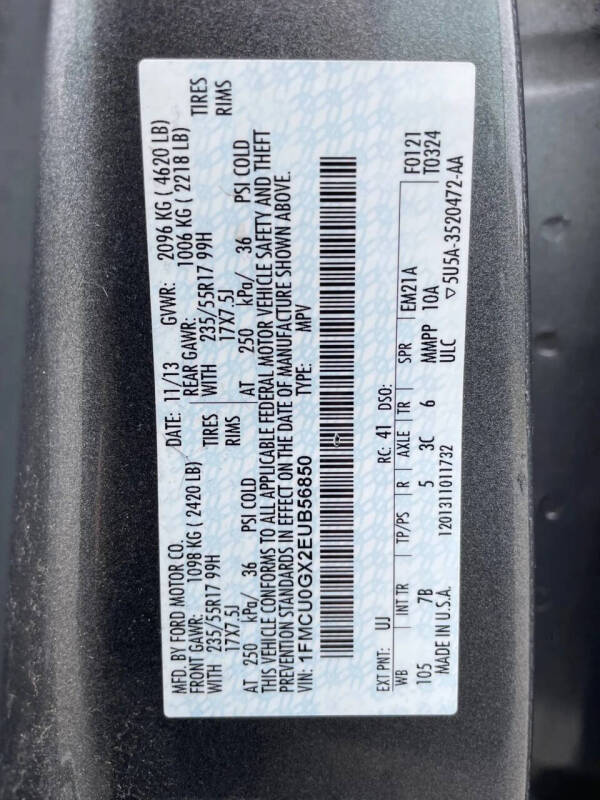 MFD. BY FORD MOTOR CO. DATE: 11/13 GVWR: 2096 KG ( 4620 LB)
FRONT GAWR: 1098 KG ( 2420 LB) REAR GAWR: 1006 KG ( 2218 LB)
WITH 235/55R17 99H TIRES WITH 235/55R17 99H TIRES
17X7.5J RIMS 17X7.5J RIMS
AT 250 kPa/ 36 PSI COLD AT 250 kPa/ 36 PSI COLD
THIS VEHICLE CONFORMS TO ALL APPLICABLE FEDERAL MOTOR VEHICLE SAFETY AND THEFT
PREVENTION STANDARDS IN EFFECT ON THE DATE OF MANUFACTURE SHOWN ABOVE.
VIN: 1FMCU0GX2EUB56850 TYPE: MPV
EXT PNT: UJ RC: 41 DSO: F0121
WB INT TR TP/PS R AXLE TR SPR EM21A T0324
105 7B 5 3C 6 MMPP 10A
MADE IN U.S.A. 1201311011732 ULC ▽5U5A-3520472-AA